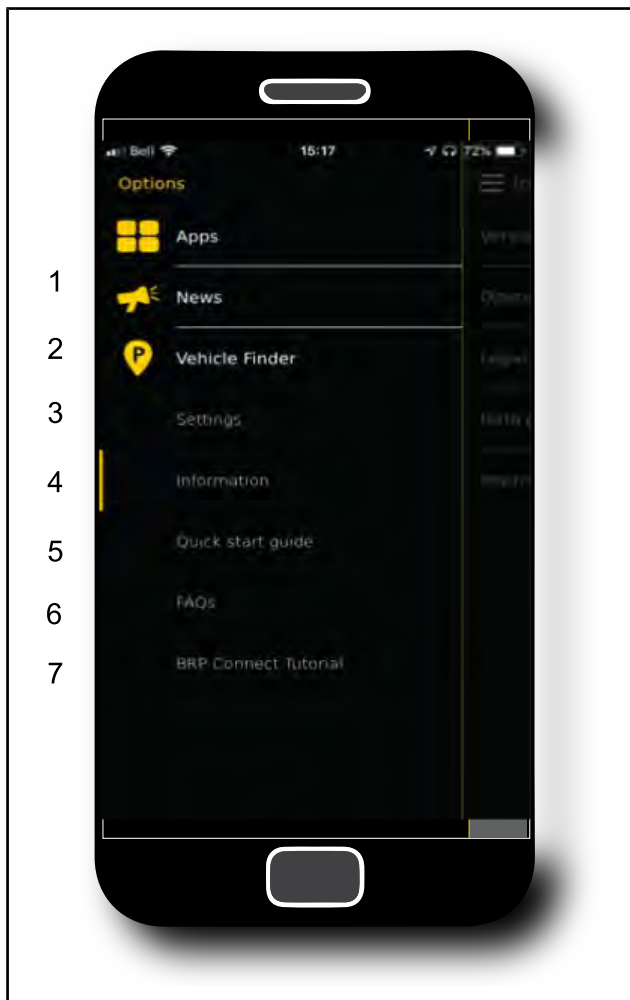 Bell 15:17 72%
Options
Apps
1
News
2
Vehicle Finder
3
Settings
4
Information
5
Quick start guide
6
FAQs
7
BRP Connect Tutorial